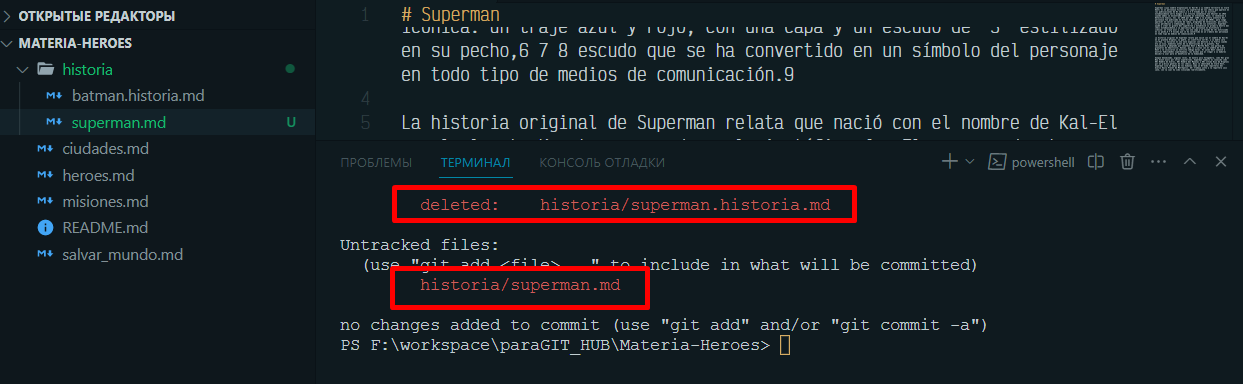 ОТКРЫТЫЕ РЕДАКТОРЫ
MATERIA-HEROES
historia
batman.historia.md
superman.md U
ciudades.md
heroes.md
misiones.md
README.md
salvar_mundo.md
1 # Superman
icónica: un traje azul y rojo, con una capa y un escudo de "S" estilizado
en su pecho,6 7 8 escudo que se ha convertido en un símbolo del personaje
en todo tipo de medios de comunicación.9
4
5 La historia original de Superman relata que nació con el nombre de Kal-El
ПРОБЛЕМЫ ТЕРМИНАЛ КОНСОЛЬ ОТЛАДКИ powershell
deleted: historia/superman.historia.md
Untracked files:
(use "git add <file>..." to include in what will be committed)
historia/superman.md
no changes added to commit (use "git add" and/or "git commit -a")
PS F:\workspace\paraGIT_HUB\Materia-Heroes>